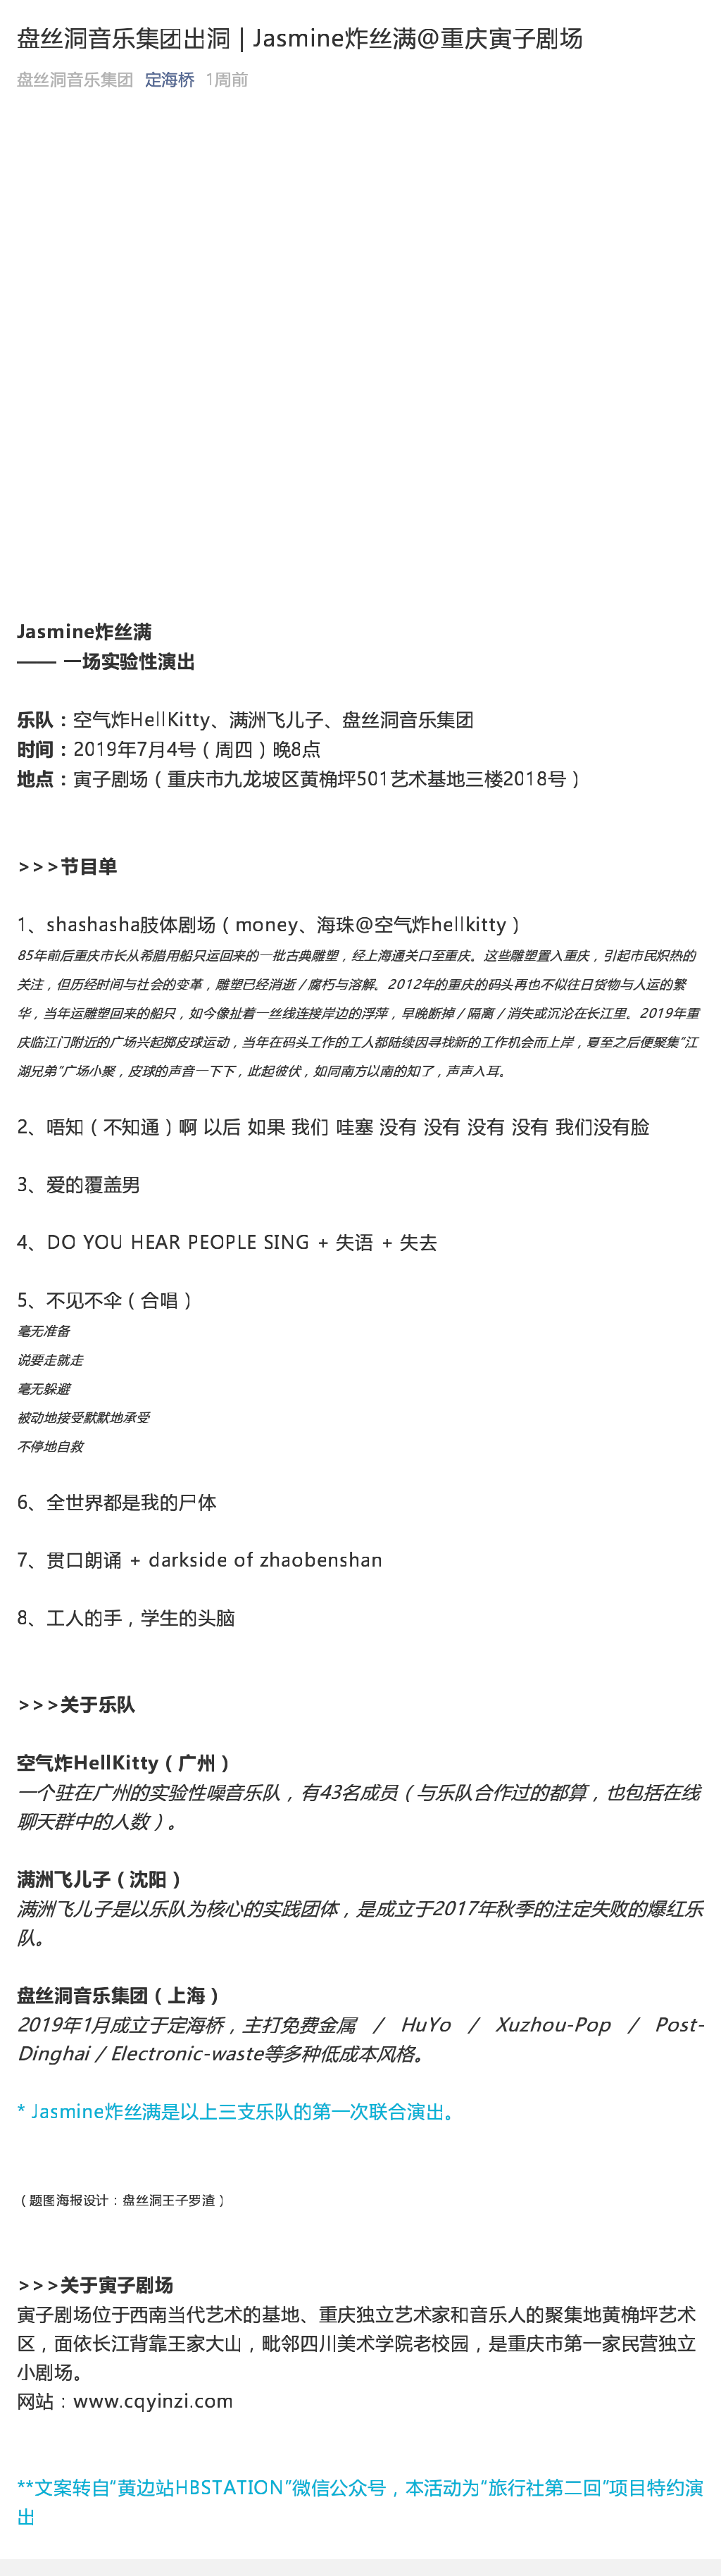 盘丝洞音乐集团出洞 | Jasmine炸丝满@重庆寅子剧场
盘丝洞音乐集团 定海桥 1周前
Jasmine炸丝满
—— 一场实验性演出
乐队：空气炸HellKitty、满洲飞儿子、盘丝洞音乐集团
时间：2019年7月4号（周四）晚8点
地点：寅子剧场（重庆市九龙坡区黄桷坪501艺术基地三楼2018号）
>>>节目单
1、shashasha肢体剧场（money、海珠@空气炸hellkitty）
85年前后重庆市长从希腊用船只运回来的一批古典雕塑，经上海通关口至重庆。这些雕塑置入重庆，引起市民炽热的
关注，但历经时间与社会的变革，雕塑已经消逝／腐朽与溶解。2012年的重庆的码头再也不似往日货物与人运的繁
华，当年运雕塑回来的船只，如今像扯着一丝线连接岸边的浮萍，早晚断掉／隔离／消失或沉沦在长江里。2019年重
庆临江门附近的广场兴起掷皮球运动，当年在码头工作的工人都陆续因寻找新的工作机会而上岸，夏至之后便聚集“江
湖兄弟”广场小聚，皮球的声音一下下，此起彼伏，如同南方以南的知了，声声入耳。
2、唔知（不知通）啊 以后 如果 我们 哇塞 没有 没有 没有 没有 我们没有脸
3、爱的覆盖男
4、DO YOU HEAR PEOPLE SING + 失语 + 失去
5、不见不伞（合唱）
毫无准备
说要走就走
毫无躲避
被动地接受默默地承受
不停地自救
6、全世界都是我的尸体
7、贯口朗诵 + darkside of zhaobenshan
8、工人的手，学生的头脑
>>>关于乐队
空气炸HellKitty（广州）
一个驻在广州的实验性噪音乐队，有43名成员（与乐队合作过的都算，也包括在线
聊天群中的人数）。
满洲飞儿子（沈阳）
满洲飞儿子是以乐队为核心的实践团体，是成立于2017年秋季的注定失败的爆红乐
队。
盘丝洞音乐集团（上海）
2019年1月成立于定海桥，主打免费金属 / HuYo / Xuzhou-Pop / Post-
Dinghai / Electronic-waste等多种低成本风格。
* Jasmine炸丝满是以上三支乐队的第一次联合演出。
（题图海报设计：盘丝洞王子罗渣）
>>>关于寅子剧场
寅子剧场位于西南当代艺术的基地、重庆独立艺术家和音乐人的聚集地黄桷坪艺术
区，面依长江背靠王家大山，毗邻四川美术学院老校园，是重庆市第一家民营独立
小剧场。
网站：www.cqyinzi.com
**文案转自“黄边站HBSTATION”微信公众号，本活动为“旅行社第二回”项目特约演
出